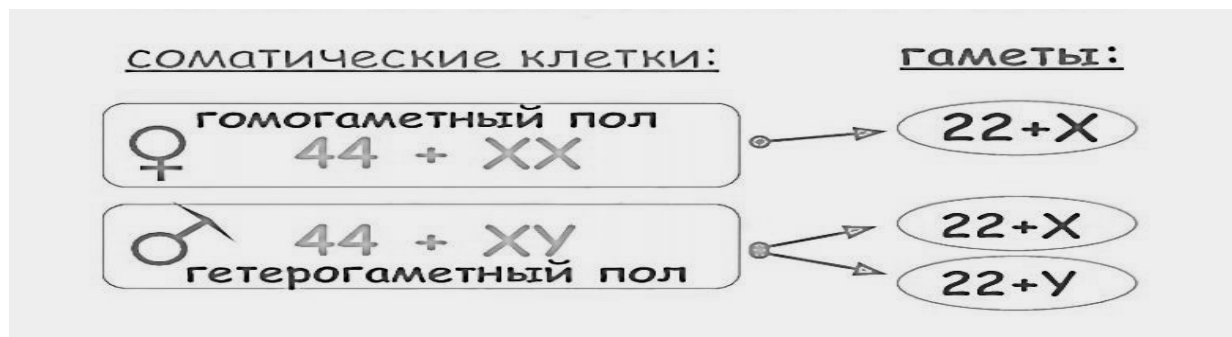 соматические клетки: гаметы:
гомогаметный пол
44 + XX
22+X
44 + XY
гетерогаметный пол
22+X
22+Y